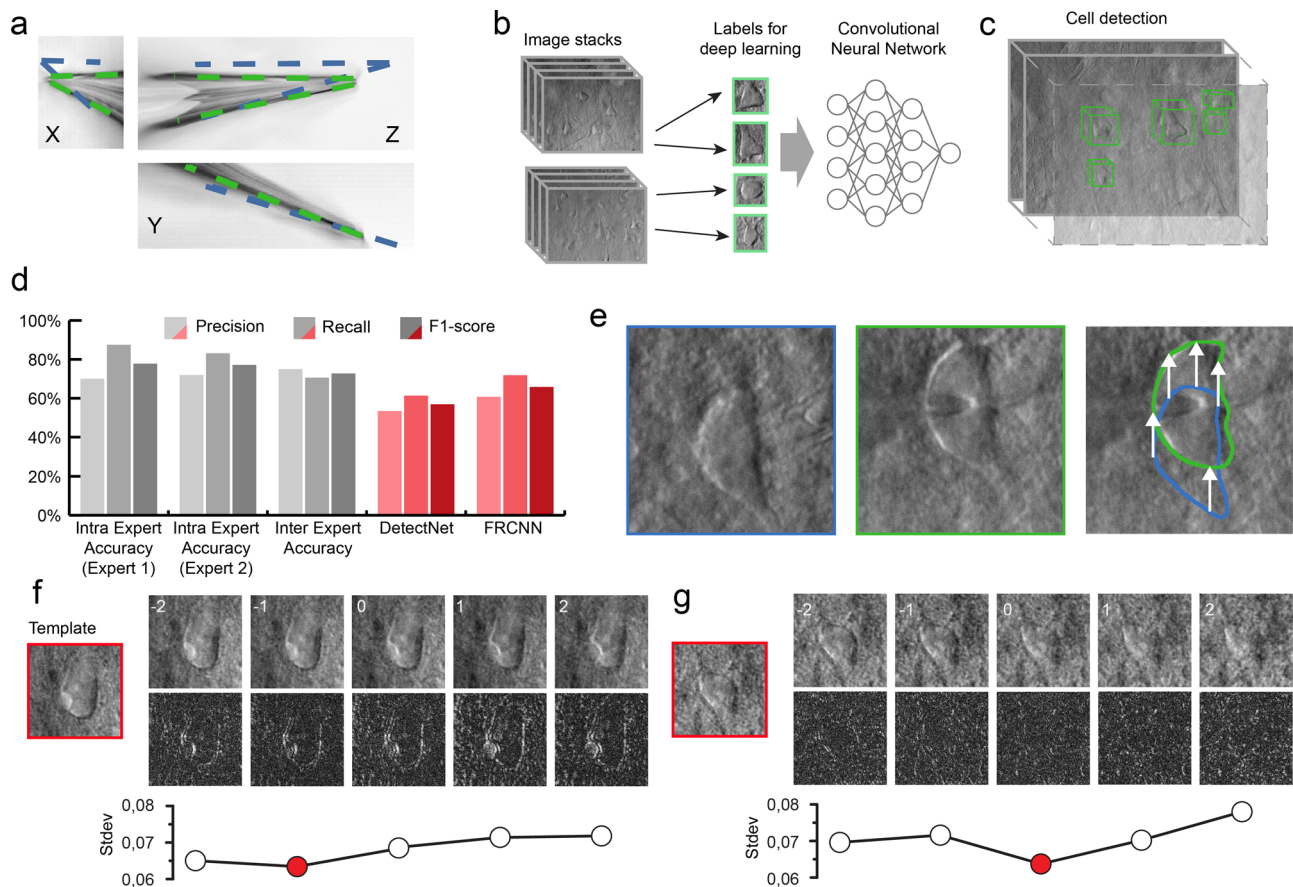 a
X
Z
Y
b
Image stacks
Labels for
deep learning
Convolutional
Neural Network
c
Cell detection
d
100%
80%
60%
40%
20%
0%
Precision
Recall
F1-score
Intra Expert
Accuracy
(Expert 1)
Intra Expert
Accuracy
(Expert 2)
Inter Expert
Accuracy
DetectNet
FRCNN
e
f
Template
-2
-1
0
1
2
Stdev
0,08
0,07
0,06
g
-2
-1
0
1
2
Stdev
0,08
0,07
0,06